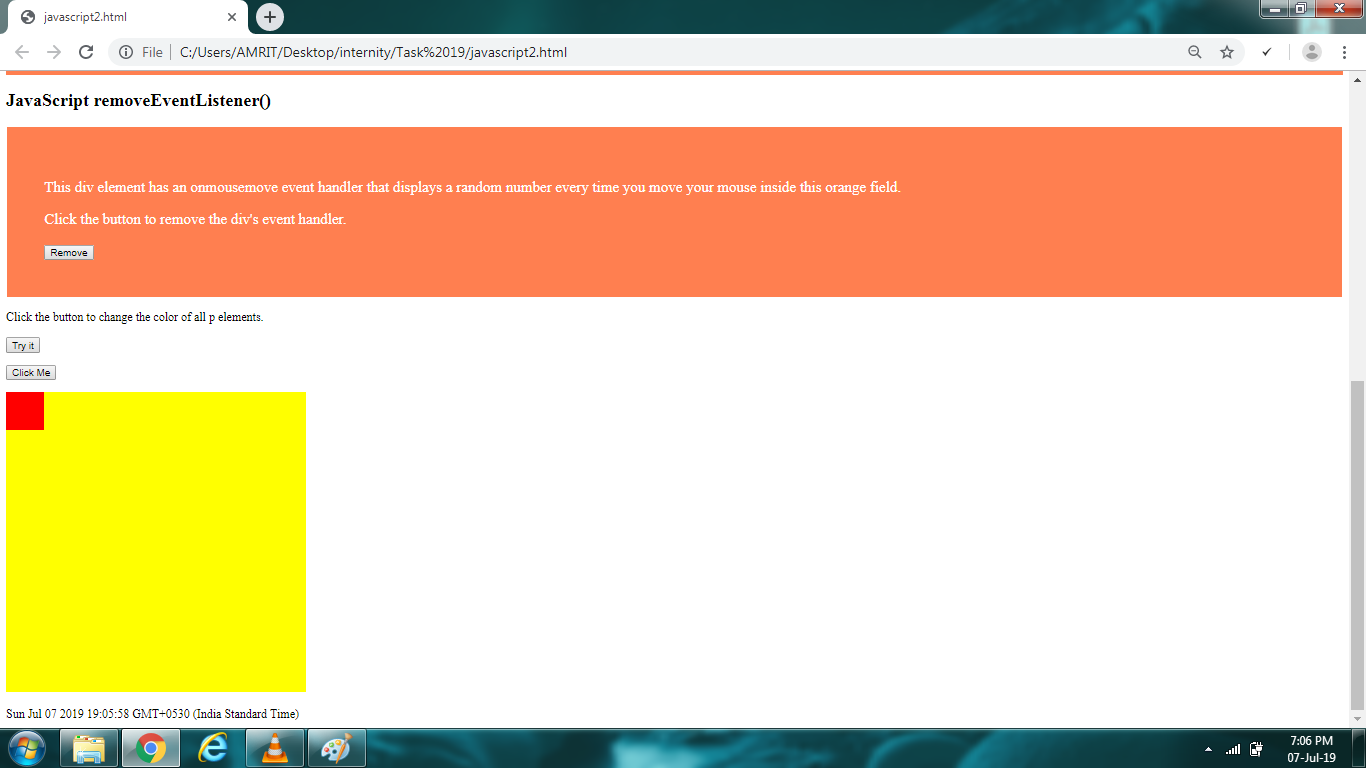 javascript2.html
File
C:/Users/AMRIT/Desktop/internity/Task%2019/javascript2.html
JavaScript removeEventListener()
This div element has an onmousemove event handler that displays a random number every time you move your mouse inside this orange field.
Click the button to remove the div's event handler.
Remove
Click the button to change the color of all p elements.
Try it
Click Me
Sun Jul 07 2019 19:05:58 GMT+0530 (India Standard Time)
7:06 PM
07-Jul-19